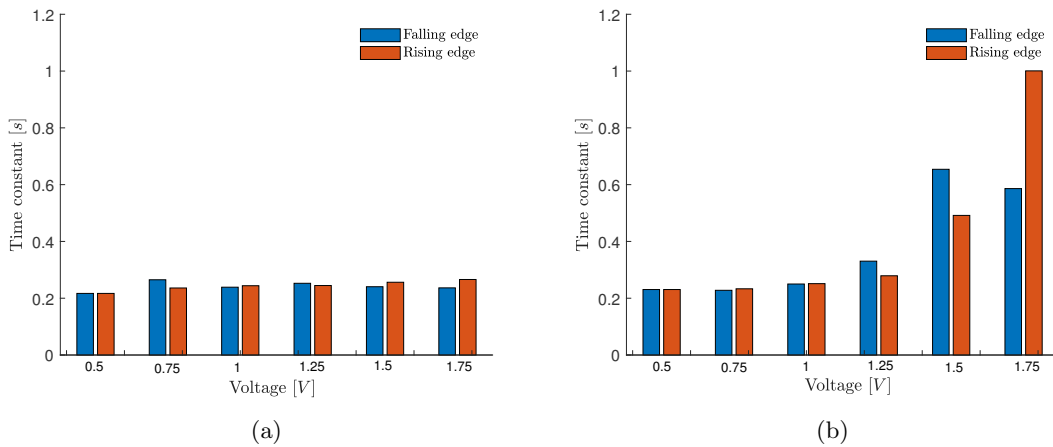 1.2
1
0.8
0.6
0.4
0.2
0
Time constant [s]
Falling edge
Rising edge
0.5 0.75 1 1.25 1.5 1.75
Voltage [V]
(a)
1.2
1
0.8
0.6
0.4
0.2
0
Time constant [s]
Falling edge
Rising edge
0.5 0.75 1 1.25 1.5 1.75
Voltage [V]
(b)